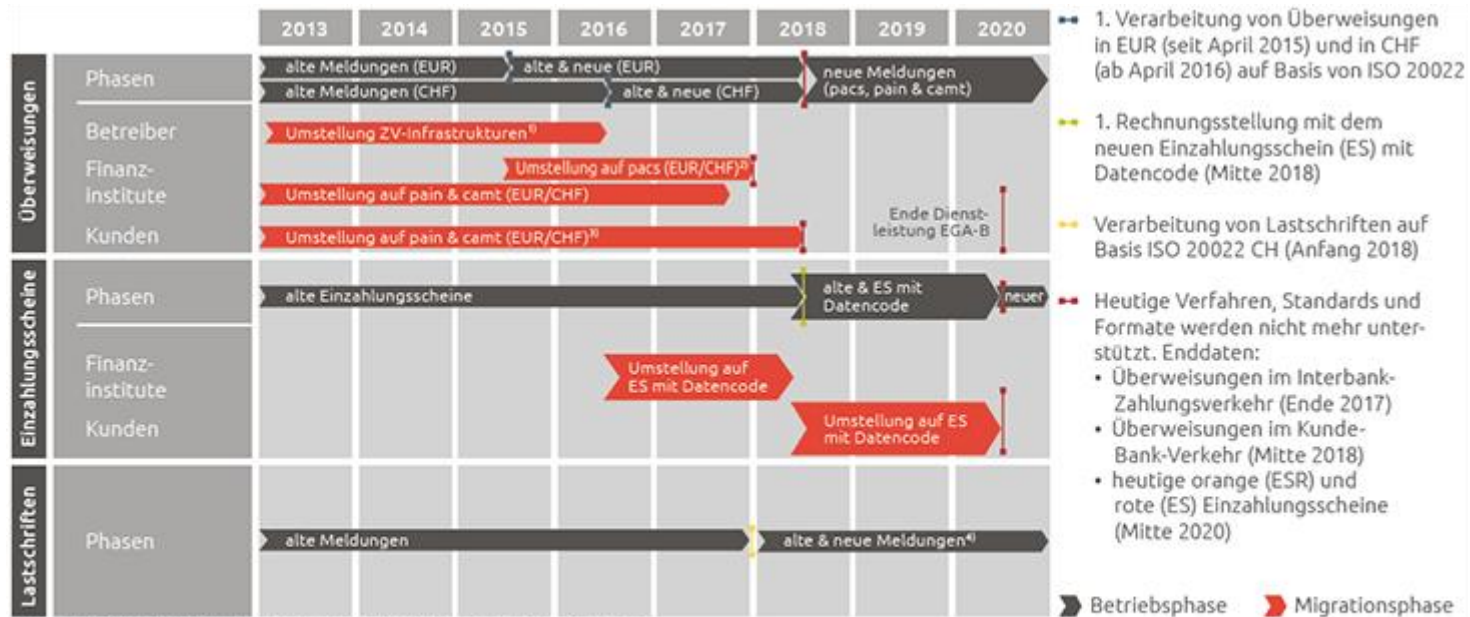 2013 2014 2015 2016 2017 2018 2019 2020
Überweisungen
Phasen
alte Meldungen (EUR)
alte & neue (EUR)
alte Meldungen (CHF)
alte & neue (CHF)
neue Meldungen
(pacs, pain & camt)
Betreiber
Umstellung ZV-Infrastrukturen¹⁾
Finanz-
institute
Umstellung auf pacs (EUR/CHF)²⁾
Umstellung auf pain & camt (EUR/CHF)
Kunden
Umstellung auf pain & camt (EUR/CHF)³⁾
Ende Dienst-
leistung EGA-B
Einzahlungsscheine
Phasen
alte Einzahlungsscheine
alte & ES mit
Datencode
neuer
Finanz-
institute
Umstellung auf
ES mit Datencode
Kunden
Umstellung auf ES
mit Datencode
Lastschriften
Phasen
alte Meldungen
alte & neue Meldungen⁴⁾
1. Verarbeitung von Überweisungen
in EUR (seit April 2015) und in CHF
(ab April 2016) auf Basis von ISO 20022
1. Rechnungsstellung mit dem
neuen Einzahlungsschein (ES) mit
Datencode (Mitte 2018)
Verarbeitung von Lastschriften auf
Basis ISO 20022 CH (Anfang 2018)
Heutige Verfahren, Standards und
Formate werden nicht mehr unter-
stützt. Enddaten:
• Überweisungen im Interbank-
Zahlungsverkehr (Ende 2017)
• Überweisungen im Kunde-
Bank-Verkehr (Mitte 2018)
• heutige orange (ESR) und
rote (ES) Einzahlungsscheine
(Mitte 2020)
Betriebsphase
Migrationsphase